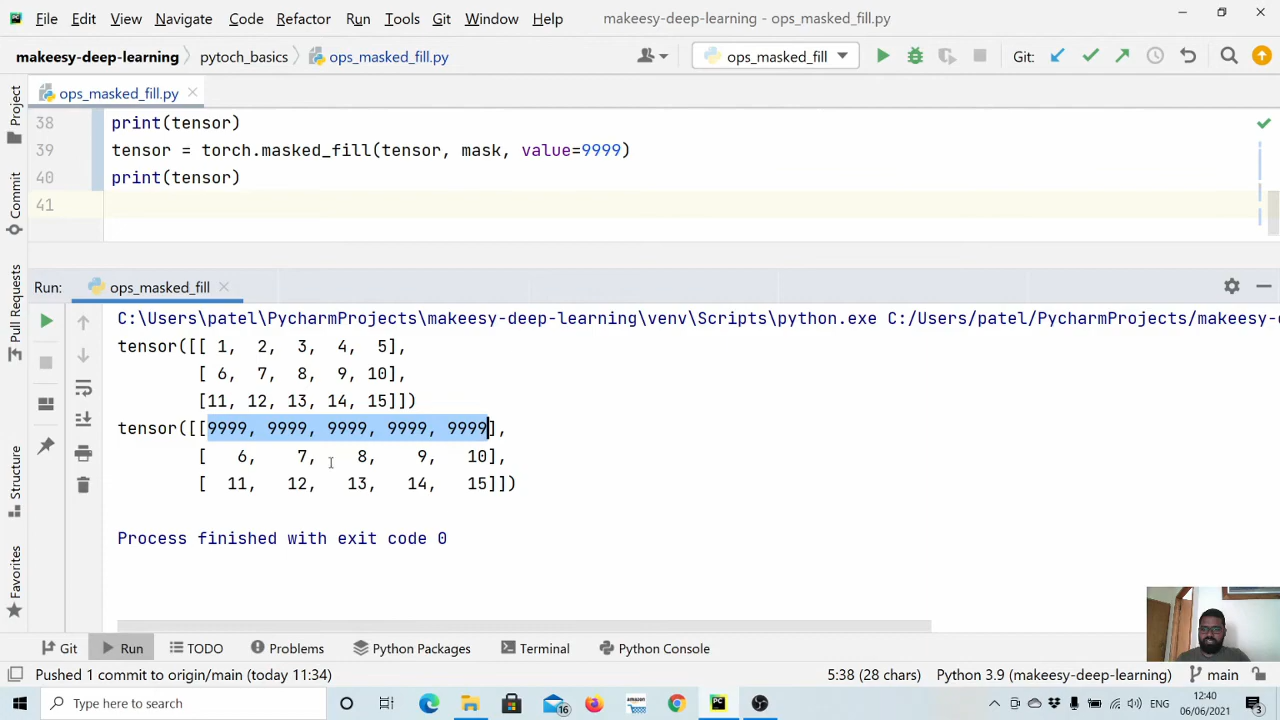 File Edit View Navigate Code Refactor Run Tools Git Window Help makeesy-deep-learning - ops_masked_fill.py
makeesy-deep-learning pytoch_basics ops_masked_fill.py ops_masked_fill Git:
ops_masked_fill.py
38 print(tensor)
39 tensor = torch.masked_fill(tensor, mask, value=9999)
40 print(tensor)
41
Project
Commit
Pull Requests
Structure
Favorites
Run: ops_masked_fill
C:\Users\patel\PycharmProjects\makeesy-deep-learning\venv\Scripts\python.exe C:/Users/patel/PycharmProjects/makeesy-
tensor([[ 1, 2, 3, 4, 5],
[ 6, 7, 8, 9, 10],
[11, 12, 13, 14, 15]])
tensor([[9999, 9999, 9999, 9999, 9999],
[ 6, 7, 8, 9, 10],
[ 11, 12, 13, 14, 15]])
Process finished with exit code 0
Git Run TODO Problems Python Packages Terminal Python Console
Pushed 1 commit to origin/main (today 11:34) 5:38 (28 chars) Python 3.9 (makeesy-deep-learning) main
Type here to search 16 ENG 12:40
06/06/2021 3